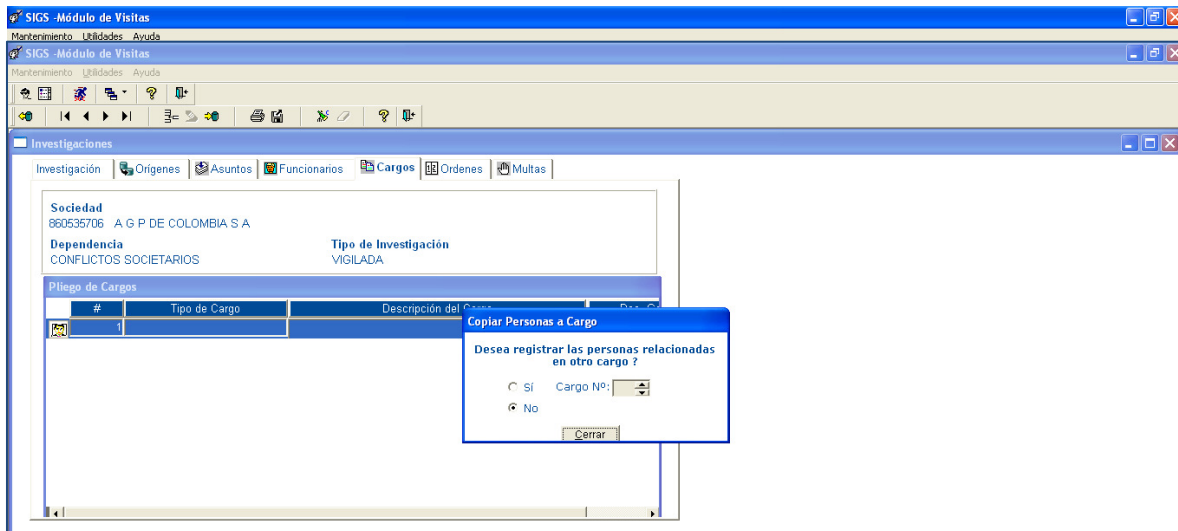 SIGS -Módulo de Visitas
Mantenimiento Utilidades Ayuda
SIGS -Módulo de Visitas
Mantenimiento Utilidades Ayuda
Investigaciones
Investigación Orígenes Asuntos Funcionarios Cargos Ordenes Multas
Sociedad
860535706 A G P DE COLOMBIA S A
Dependencia Tipo de Investigación
CONFLICTOS SOCIETARIOS VIGILADA
Pliego de Cargos
# Tipo de Cargo Descripción del
1
Copiar Personas a Cargo
Desea registrar las personas relacionadas
en otro cargo ?
Sí Cargo Nº:
No
Cerrar